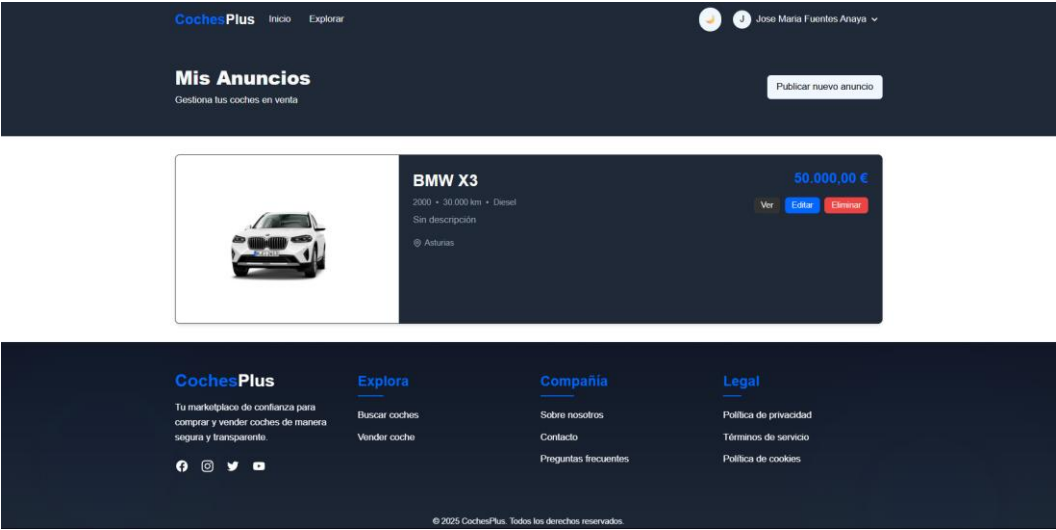 CochesPlus Inicio Explorar
J Jose Maria Fuentes Anaya
Mis Anuncios
Gestiona tus coches en venta
Publicar nuevo anuncio
BMW X3
50.000,00 €
2000 • 30.000 km • Diesel
Ver Editar Eliminar
Sin descripción
Asturias
CochesPlus
Tu marketplace de confianza para
comprar y vender coches de manera
segura y transparente.
Explora
Buscar coches
Vender coche
Compañía
Sobre nosotros
Contacto
Preguntas frecuentes
Legal
Política de privacidad
Términos de servicio
Política de cookies
© 2025 CochesPlus. Todos los derechos reservados.